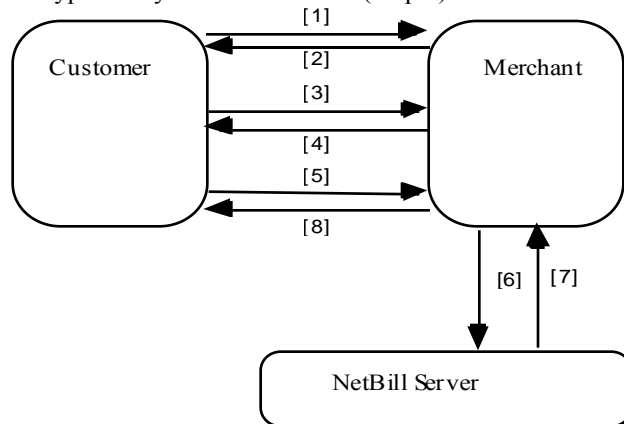 [1]
Customer
[2]
Merchant
[3]
[4]
[5]
[8]
[6]
[7]
NetBill Server